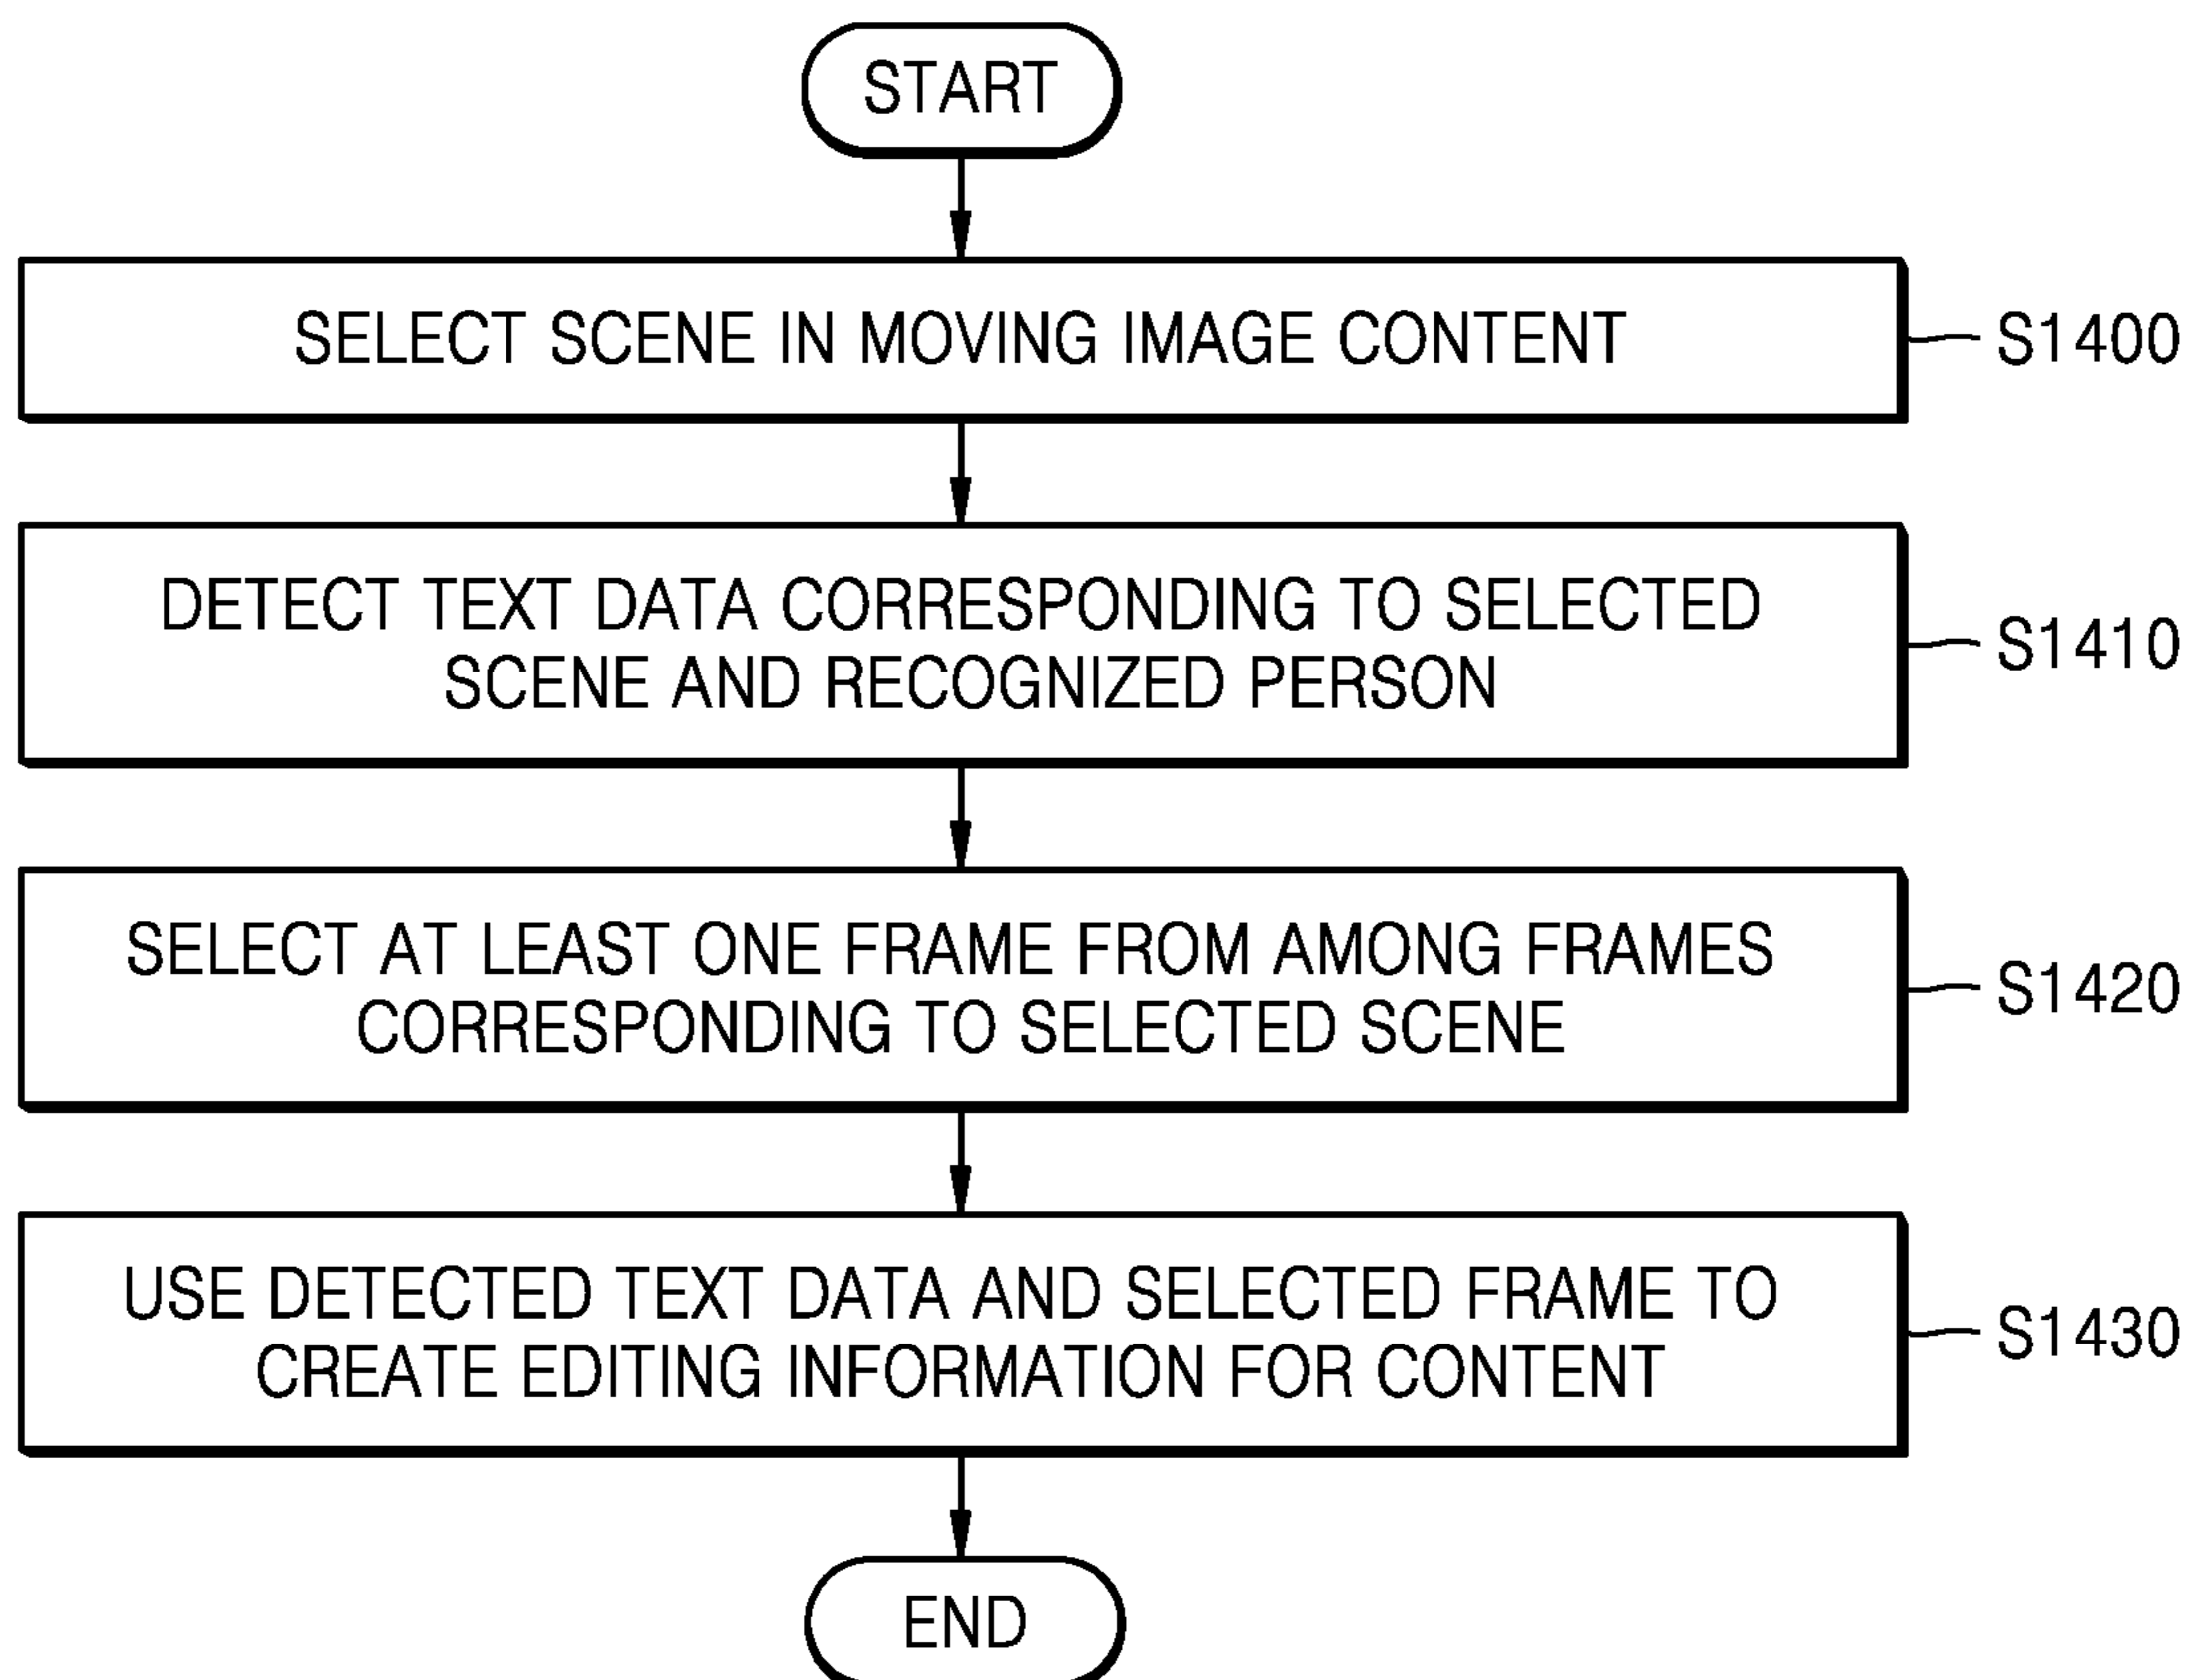 START
SELECT SCENE IN MOVING IMAGE CONTENT
S1400
DETECT TEXT DATA CORRESPONDING TO SELECTED
SCENE AND RECOGNIZED PERSON
S1410
SELECT AT LEAST ONE FRAME FROM AMONG FRAMES
CORRESPONDING TO SELECTED SCENE
S1420
USE DETECTED TEXT DATA AND SELECTED FRAME TO
CREATE EDITING INFORMATION FOR CONTENT
S1430
END